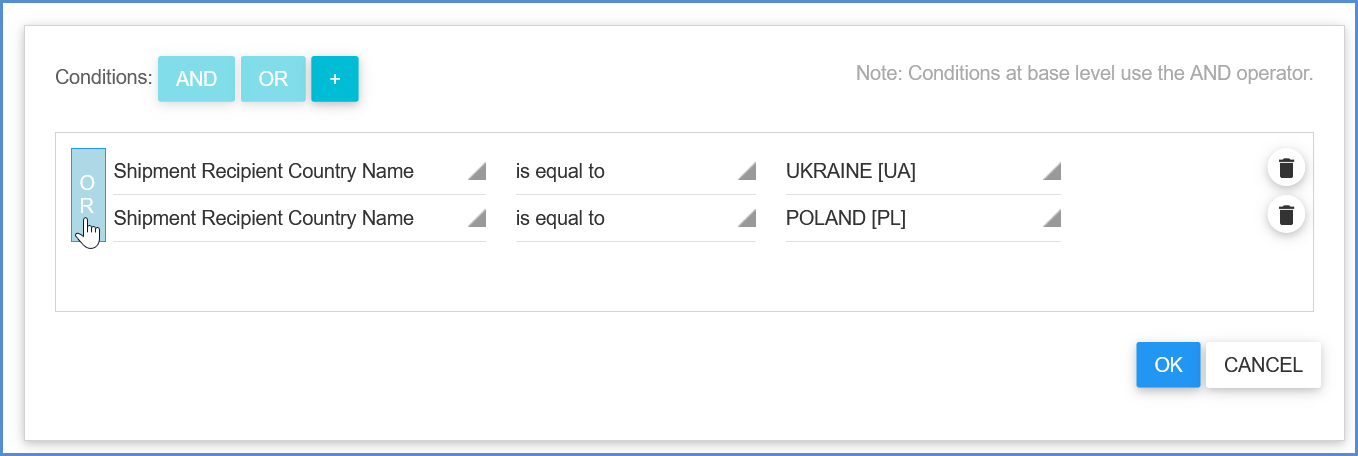 Conditions: AND OR + Note: Conditions at base level use the AND operator.
OR Shipment Recipient Country Name is equal to UKRAINE [UA]
Shipment Recipient Country Name is equal to POLAND [PL]
OK CANCEL